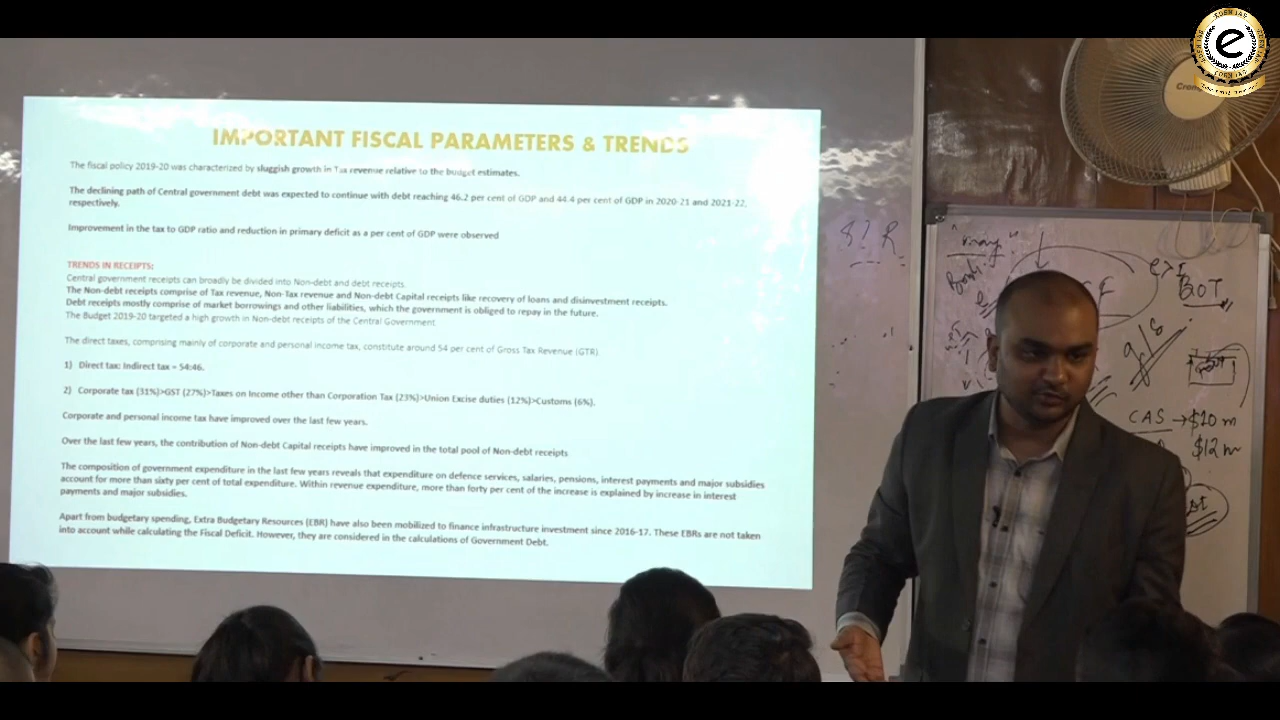 IMPORTANT FISCAL PARAMETERS & TRENDS
The fiscal policy 2019-20 was characterized by sluggish growth in Tax revenue relative to the budget estimates.
The declining path of Central government debt was expected to continue with debt reaching 46.2 per cent of GDP and 44.4 per cent of GDP in 2020-21 and 2021-22,
respectively.
Improvement in the tax to GDP ratio and reduction in primary deficit as a per cent of GDP were observed
TRENDS IN RECEIPTS:
Central government receipts can broadly be divided into Non-debt and debt receipts.
The Non-debt receipts comprise of Tax revenue, Non-Tax revenue and Non-debt Capital receipts like recovery of loans and disinvestment receipts.
Debt receipts mostly comprise of market borrowings and other liabilities, which the government is obliged to repay in the future.
The Budget 2019-20 targeted a high growth in Non-debt receipts of the Central Government
The direct taxes, comprising mainly of corporate and personal income tax, constitute around 54 per cent of Gross Tax Revenue (GTR)
1) Direct tax: Indirect tax = 54:46.
2) Corporate tax (31%)>GST (27%)>Taxes on Income other than Corporation Tax (23%)>Union Excise duties (12%)>Customs (6%).
Corporate and personal income tax have improved over the last few years.
Over the last few years, the contribution of Non-debt Capital receipts have improved in the total pool of Non-debt receipts
The composition of government expenditure in the last few years reveals that expenditure on defence services, salaries, pensions, interest payments and major subsidies
account for more than sixty per cent of total expenditure. Within revenue expenditure, more than forty per cent of the increase is explained by increase in interest
payments and major subsidies.
Apart from budgetary spending, Extra Budgetary Resources (EBR) have also been mobilized to finance infrastructure investment since 2016-17. These EBRs are not taken
into account while calculating the Fiscal Deficit. However, they are considered in the calculations of Government Debt.
e
EDEN IAS
e>I
BOT
9/8
CAS → $20 m
$12 m